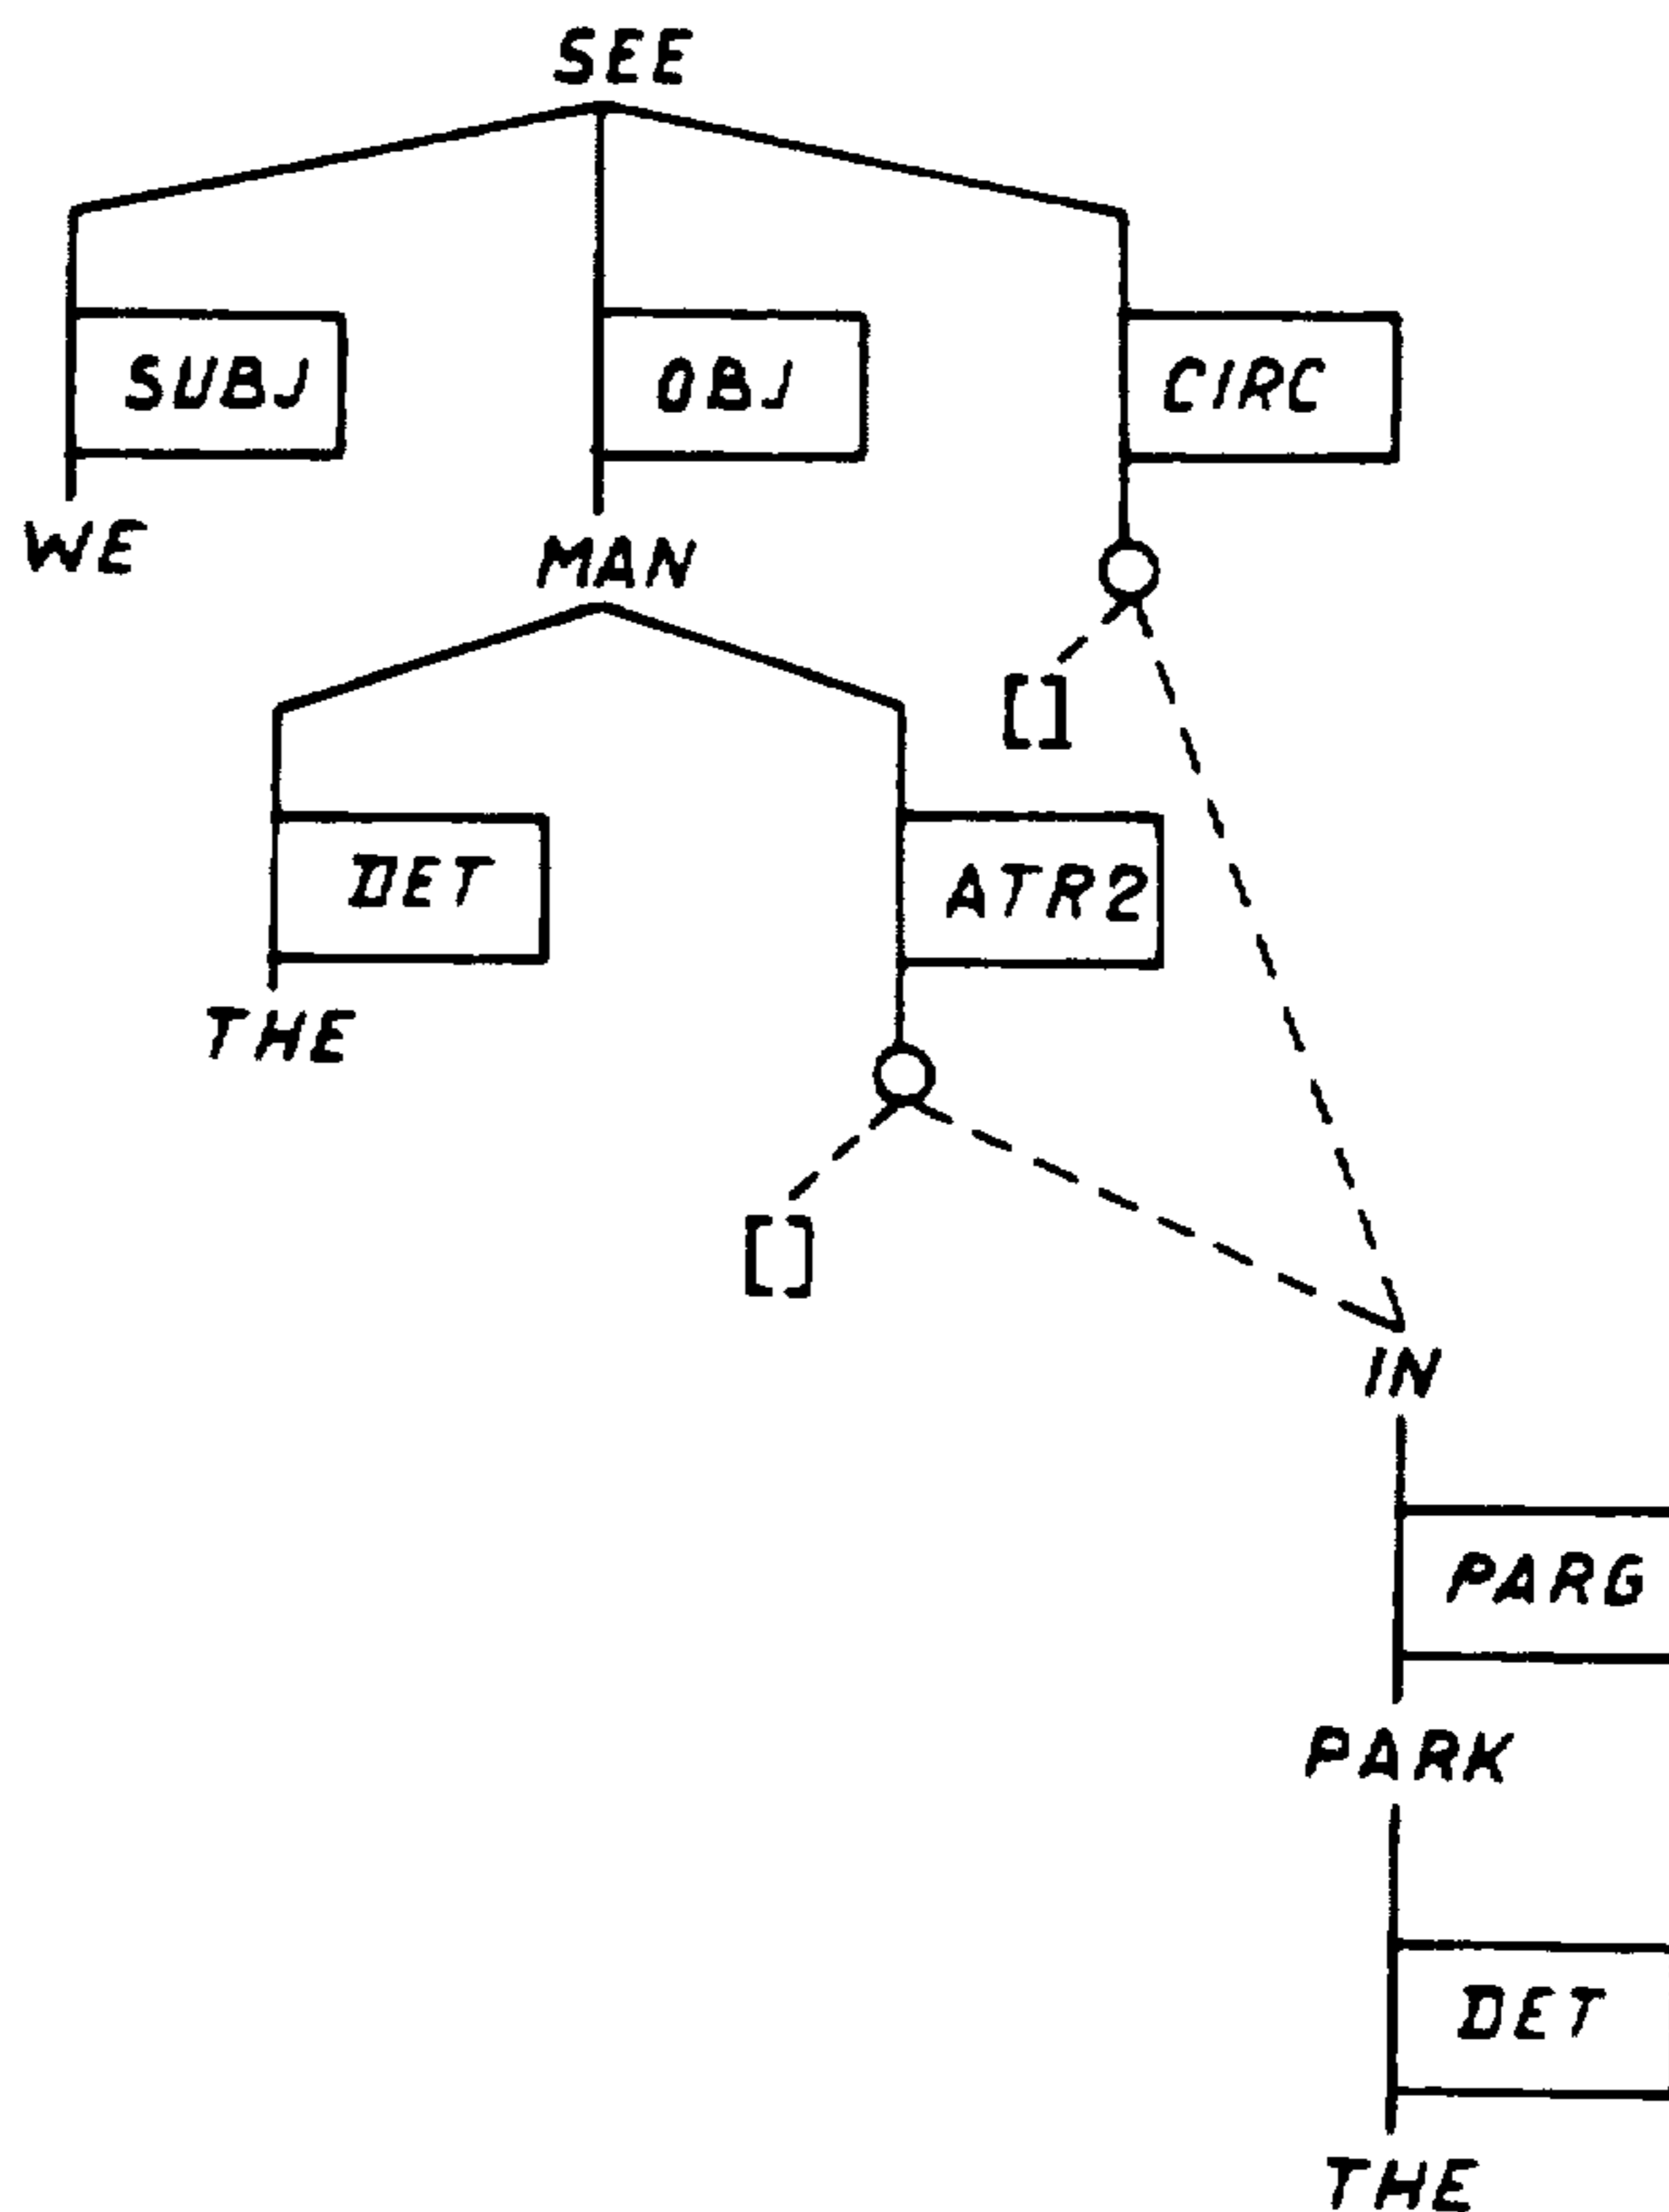 SEE
SUBJ OBJ CIRC
WE MAN
[]
DET ATR2
THE
[]
IN
PARG
PARK
DET
THE